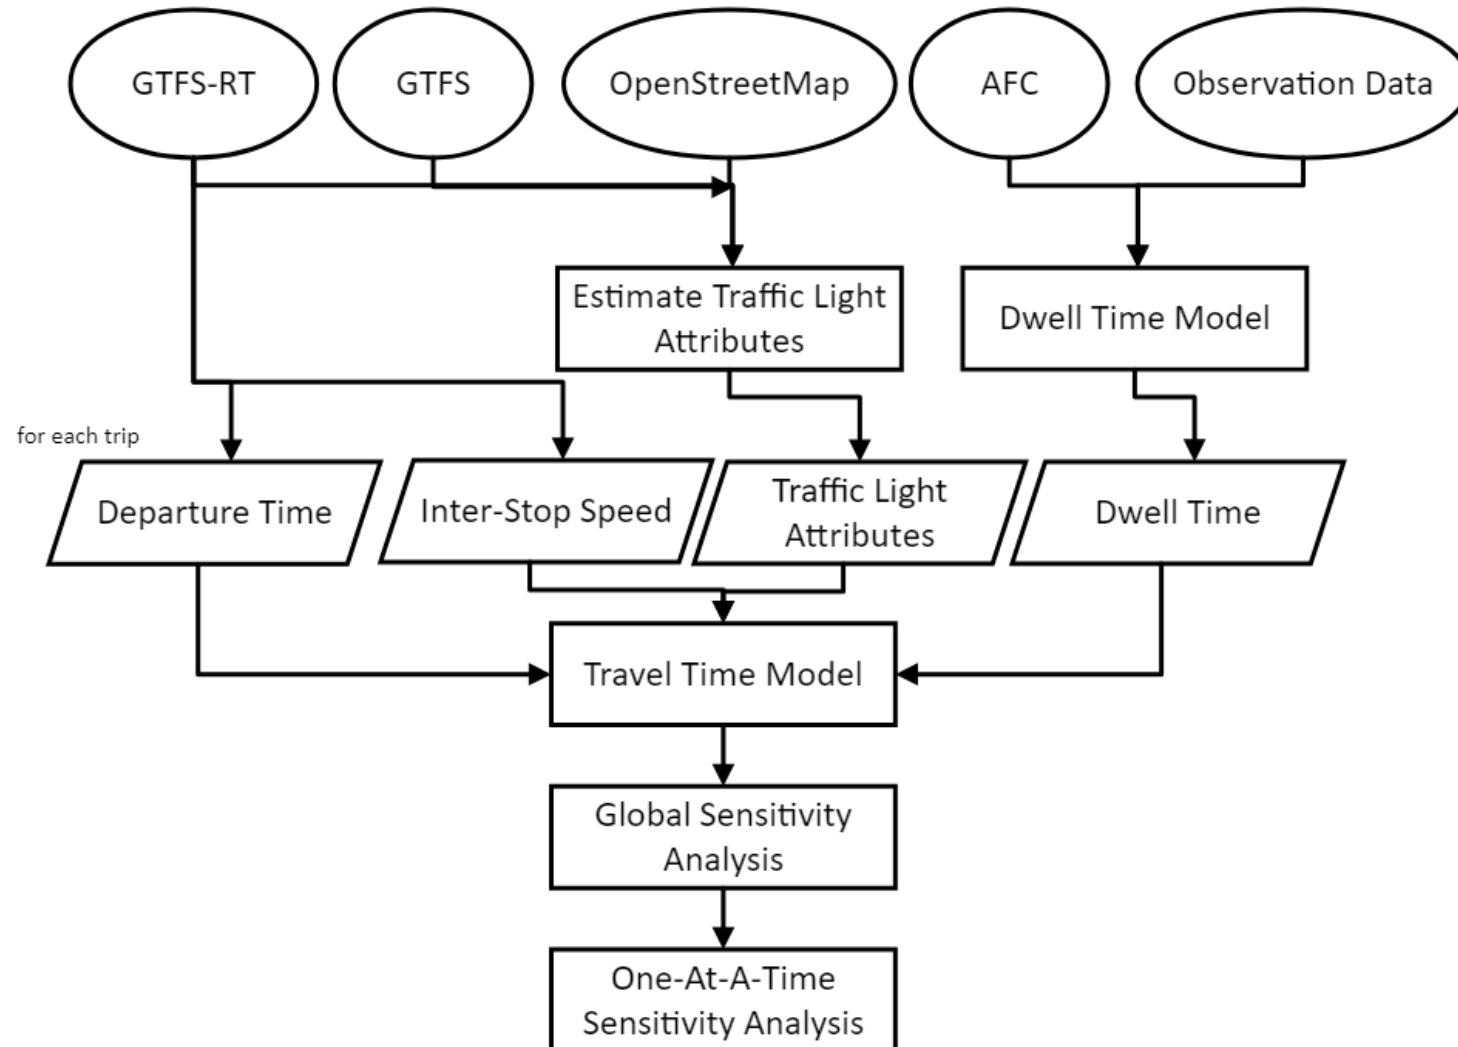 GTFS-RT
GTFS
OpenStreetMap
AFC
Observation Data
Estimate Traffic Light
Attributes
Dwell Time Model
for each trip
Departure Time
Inter-Stop Speed
Traffic Light
Attributes
Dwell Time
Travel Time Model
Global Sensitivity
Analysis
One-At-A-Time
Sensitivity Analysis